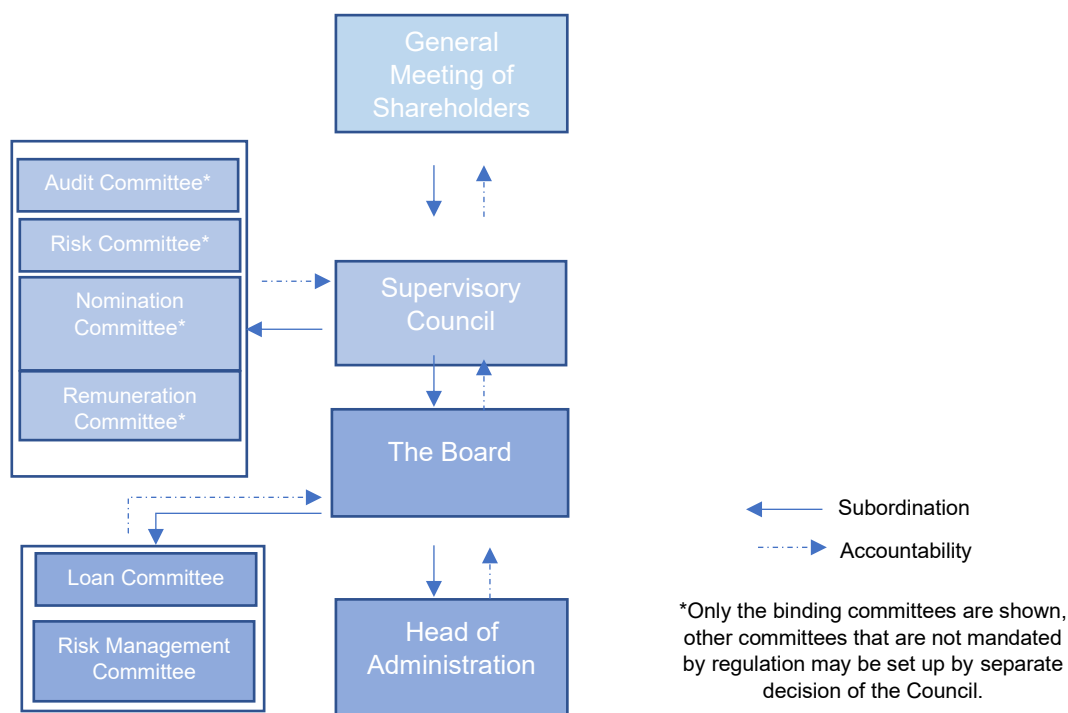 General
Meeting of
Shareholders
Audit Committee*
Risk Committee*
Nomination
Committee*
Remuneration
Committee*
Supervisory
Council
The Board
Loan Committee
Risk Management
Committee
Head of
Administration
Subordination
Accountability
*Only the binding committees are shown,
other committees that are not mandated
by regulation may be set up by separate
decision of the Council.